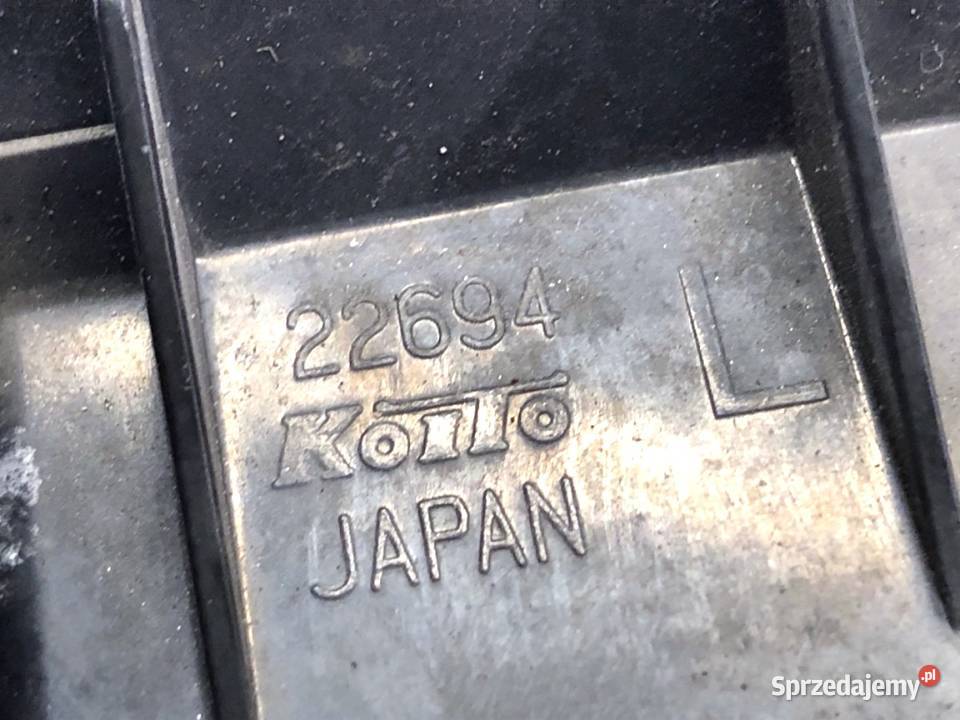 22694
L
KOITO
JAPAN
Sprzedajemy.pl